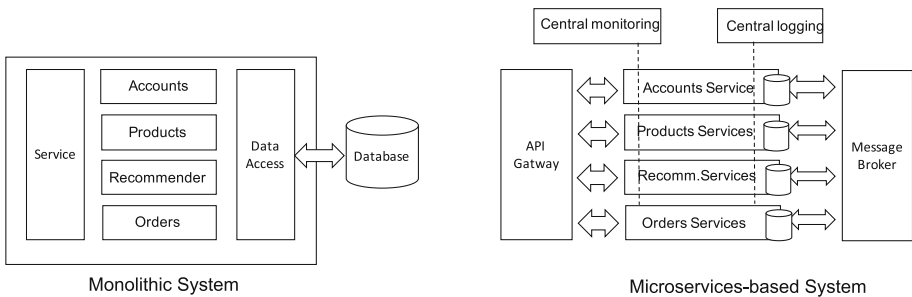 Central monitoring
Central logging
Service
Accounts
Products
Recommender
Orders
Data
Access
Database
Monolithic System
API
Gatway
Accounts Service
Products Services
Recomm.Services
Orders Services
Message
Broker
Microservices-based System